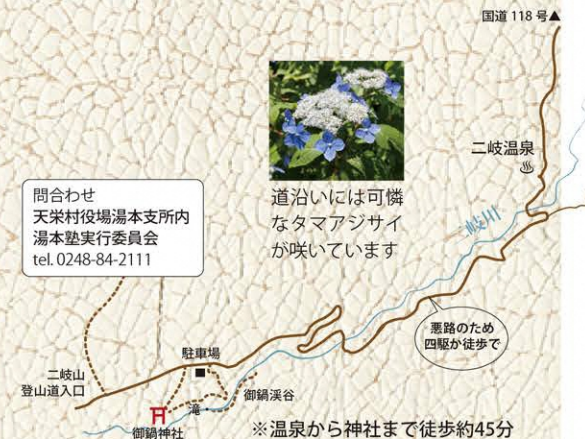 国道 118 号▲
二岐温泉
問合わせ
天栄村役場湯本支所内
湯本塾実行委員会
tel. 0248-84-2111
道沿いには可憐
なタマアジサイ
が咲いています
二岐川
悪路のため
四駆か徒歩で
駐車場
二岐山
登山道入口
御鍋渓谷
滝
御鍋神社
※温泉から神社まで徒歩約45分